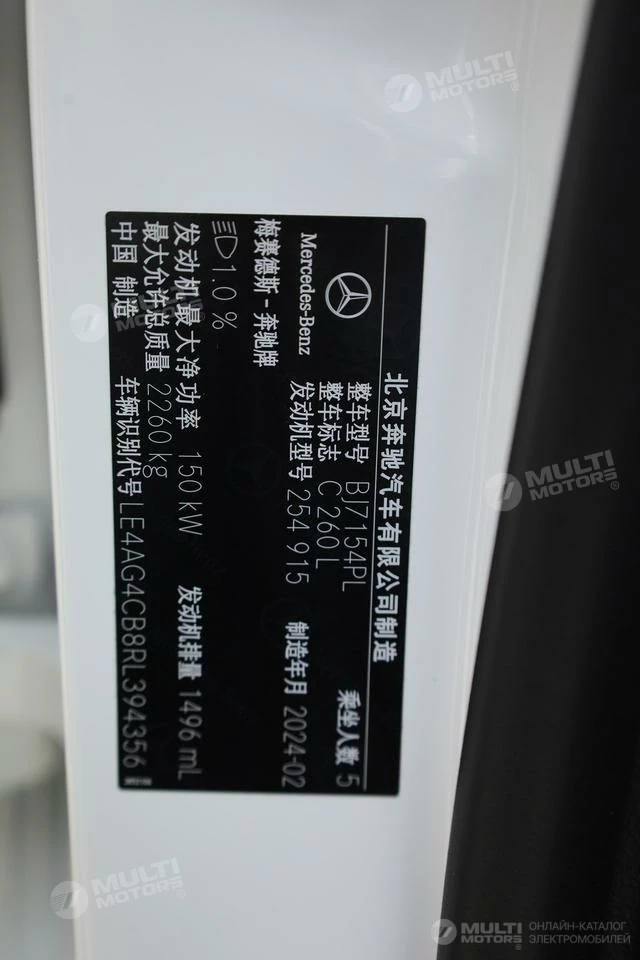 北京奔驰汽车有限公司制造
Mercedes-Benz
梅赛德斯-奔驰牌
整车型号 BJ7154PL
整车标志 C 260 L
发动机型号 254 915
乘坐人数 5
制造年月 2024-02
1.0 %
发动机最大净功率 150 kW 发动机排量 1496 mL
最大允许总质量 2260 kg
中国 制造 车辆识别代号 LE4AG4CB8RL394356
MULTI
MOTORS®
MULTI
MOTORS®
MULTI
MOTORS®
MULTI
MOTORS®
MULTI
MOTORS®
ОНЛАЙН-КАТАЛОГ
ЭЛЕКТРОМОБИЛЕЙ